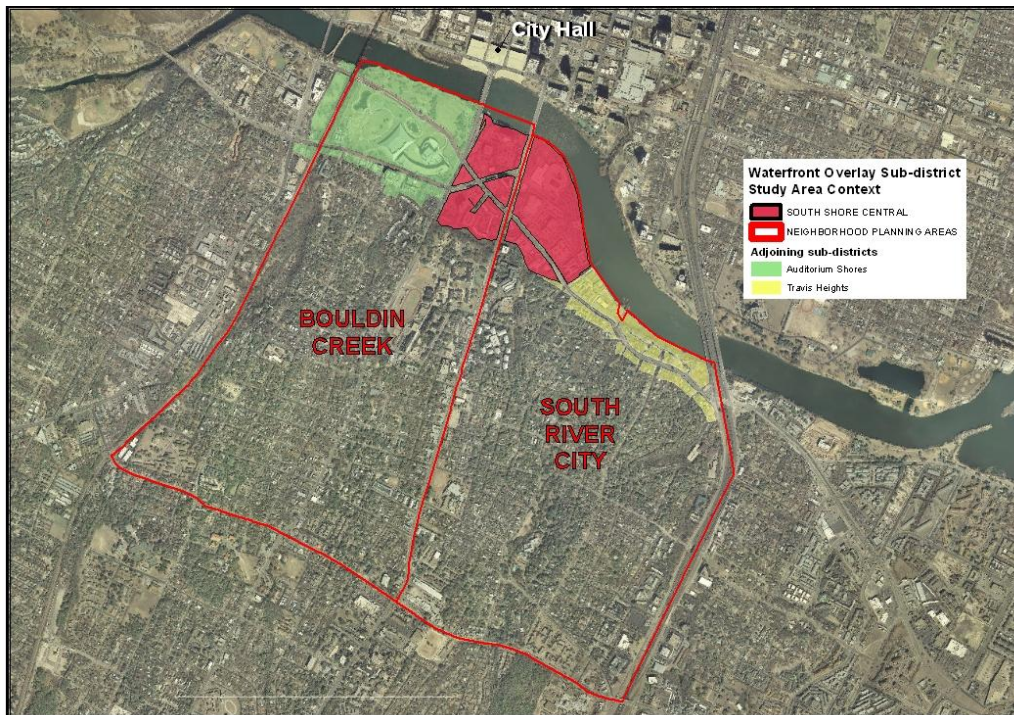 City Hall
Waterfront Overlay Sub-district
Study Area Context
SOUTH SHORE CENTRAL
NEIGHBORHOOD PLANNING AREAS
Adjoining sub-districts
Auditorium Shores
Travis Heights
BOULDIN
CREEK
SOUTH
RIVER
CITY